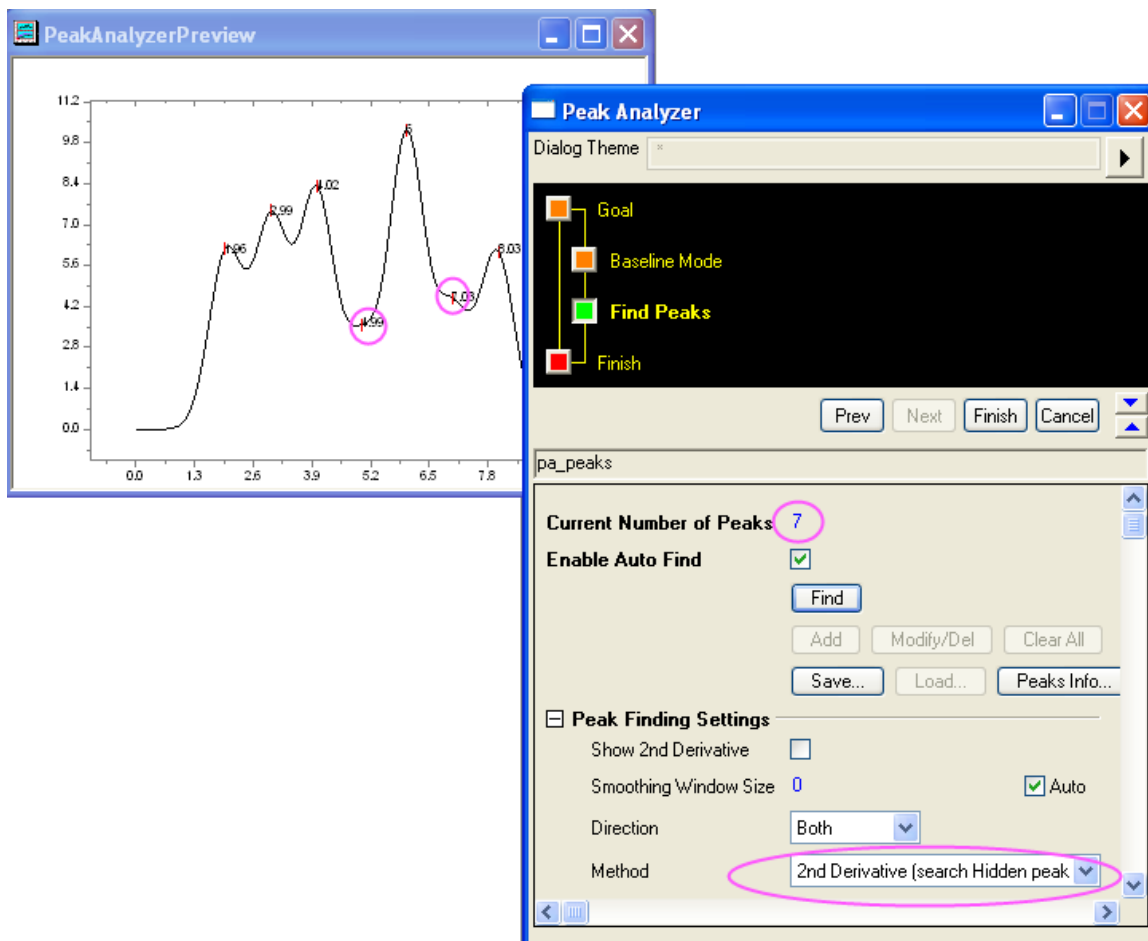 PeakAnalyzerPreview
11.2
9.8
8.4
7.0
5.6
4.2
2.8
1.4
0.0
0.0 1.3 2.6 3.9 5.2 6.5 7.8
1.96
2.99
4.02
4.99
6
7.03
8.03
Peak Analyzer
Dialog Theme *
Goal
Baseline Mode
Find Peaks
Finish
Prev Next Finish Cancel
pa_peaks
Current Number of Peaks 7
Enable Auto Find
Find
Add Modify/Del Clear All
Save... Load... Peaks Info...
Peak Finding Settings
Show 2nd Derivative
Smoothing Window Size 0 Auto
Direction Both
Method 2nd Derivative (search Hidden peak